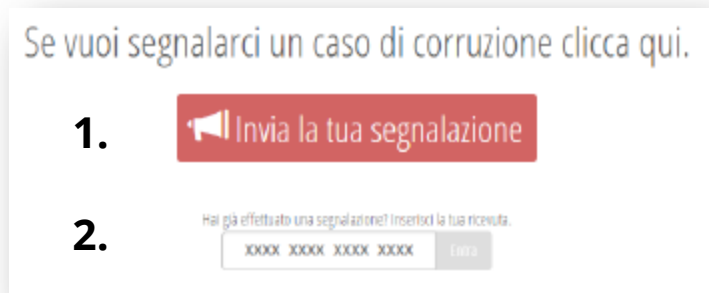 Se vuoi segnalarci un caso di corruzione clicca qui.
1. Invia la tua segnalazione
Hai già effettuato una segnalazione? Inserisci la tua ricevuta.
2. XXXX XXXX XXXX XXXX Entra